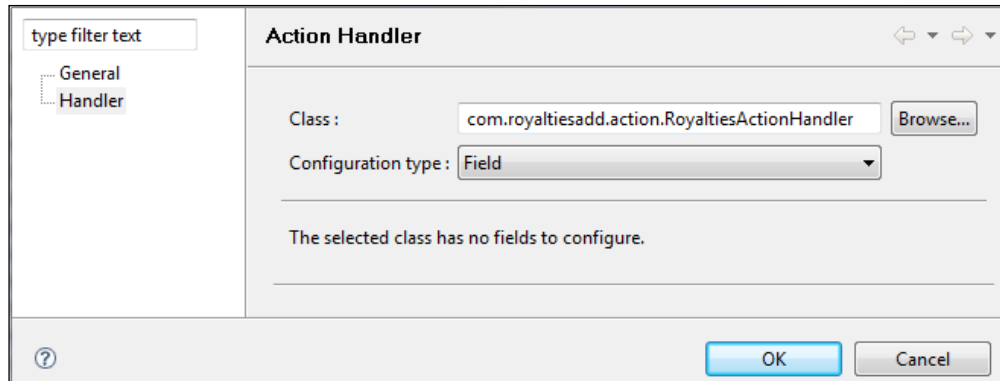 type filter text
General
Handler
Action Handler
Class :
com.royaltiesadd.action.RoyaltiesActionHandler
Browse...
Configuration type :
Field
The selected class has no fields to configure.
?
OK
Cancel